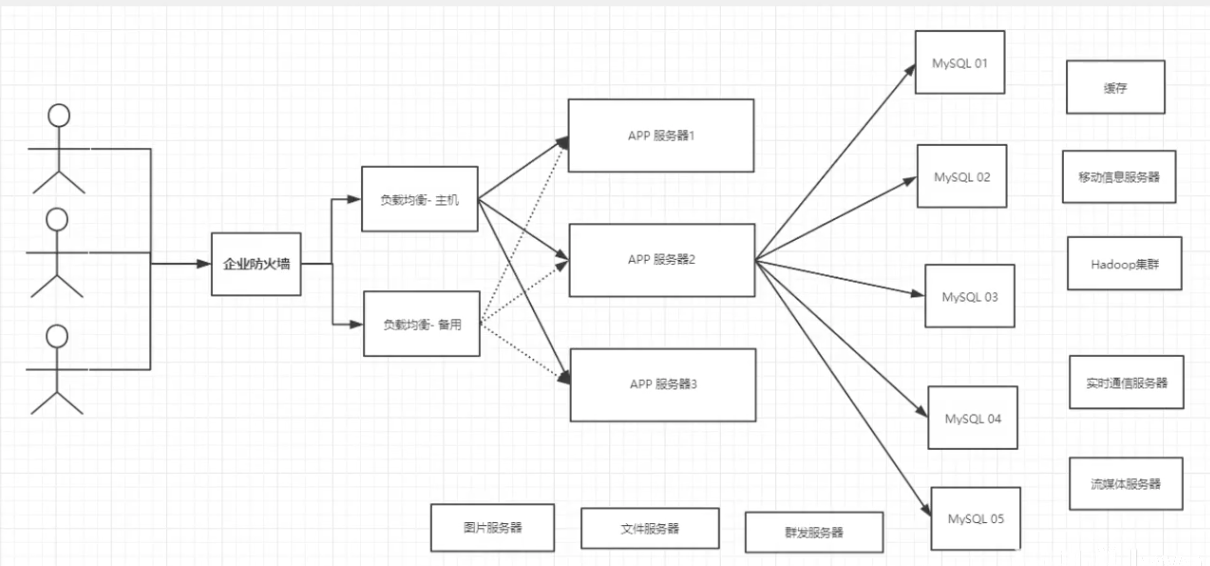 企业防火墙
负载均衡- 主机
负载均衡- 备用
APP 服务器1
APP 服务器2
APP 服务器3
MySQL 01
MySQL 02
MySQL 03
MySQL 04
MySQL 05
缓存
移动信息服务器
Hadoop集群
实时通信服务器
流媒体服务器
图片服务器
文件服务器
群发服务器